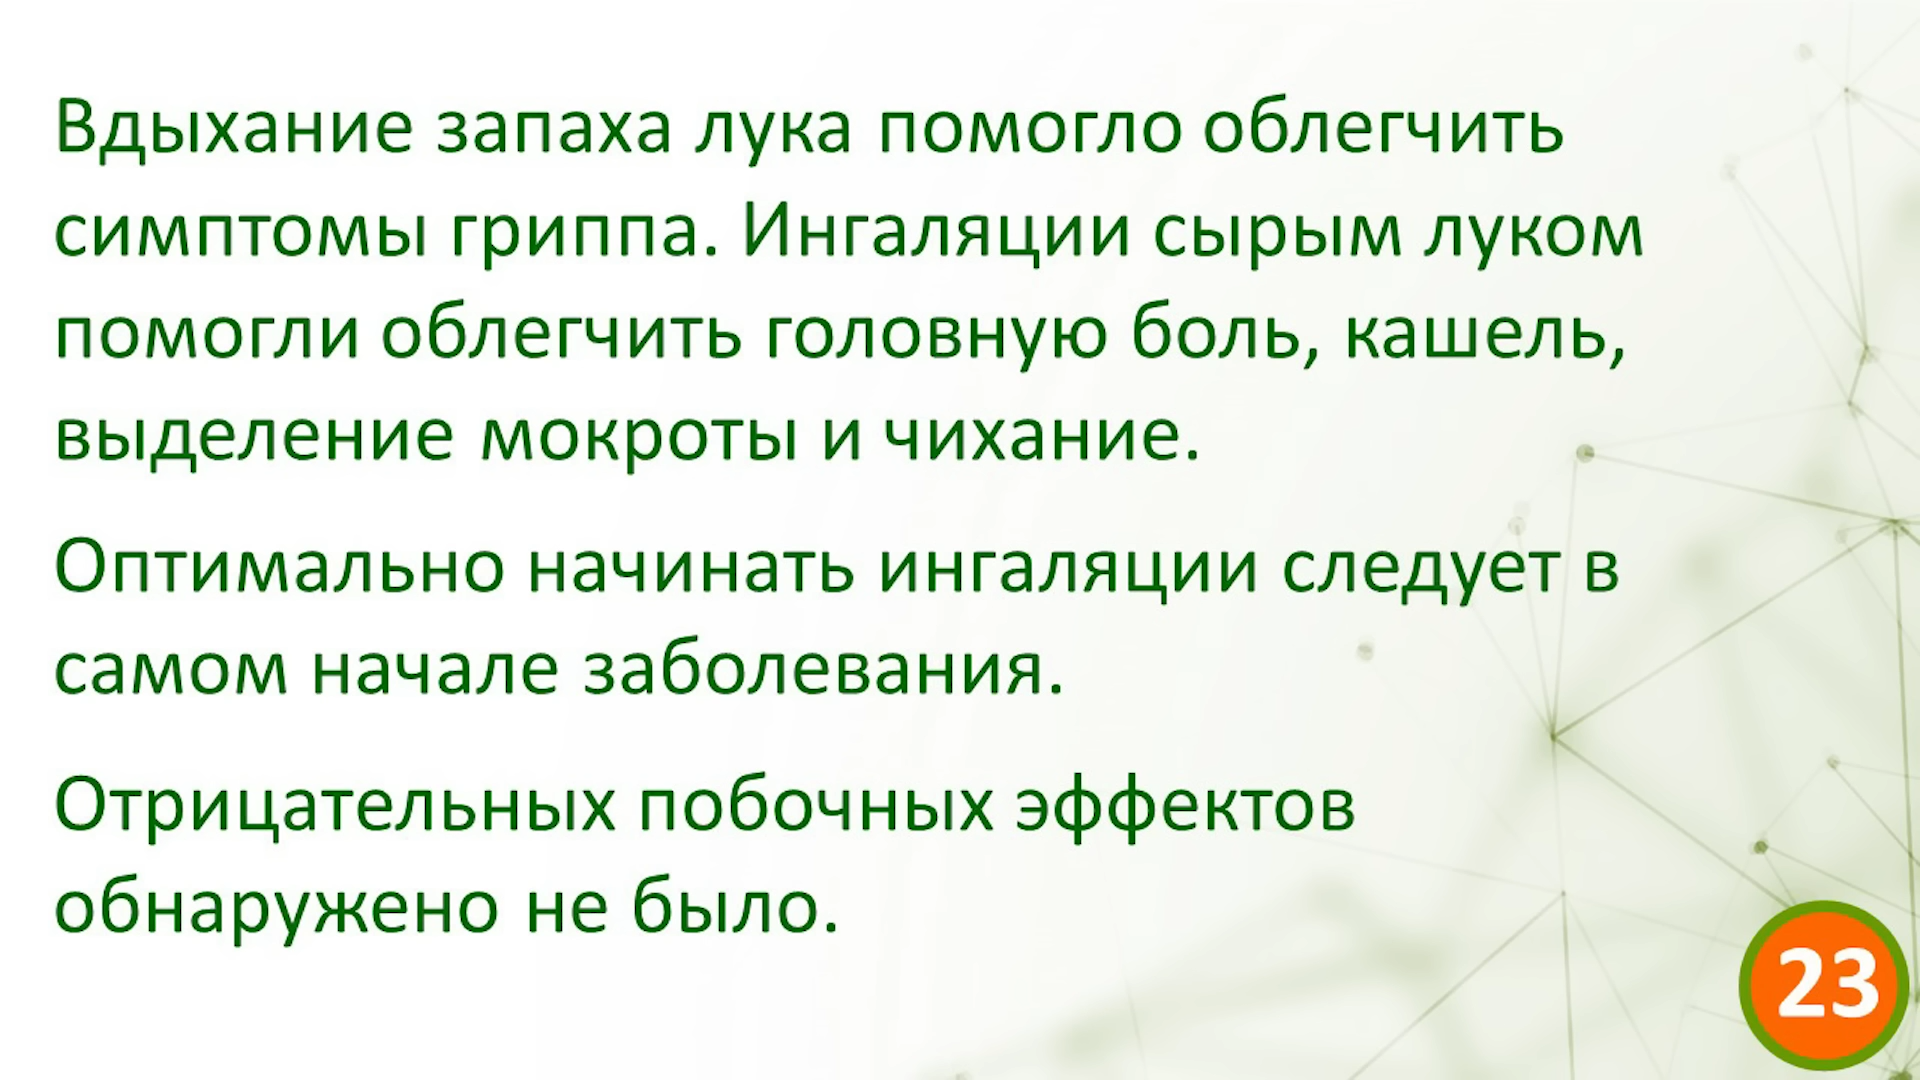 Вдыхание запаха лука помогло облегчить
симптомы гриппа. Ингаляции сырым луком
помогли облегчить головную боль, кашель,
выделение мокроты и чихание.
Оптимально начинать ингаляции следует в
самом начале заболевания.
Отрицательных побочных эффектов
обнаружено не было.
23